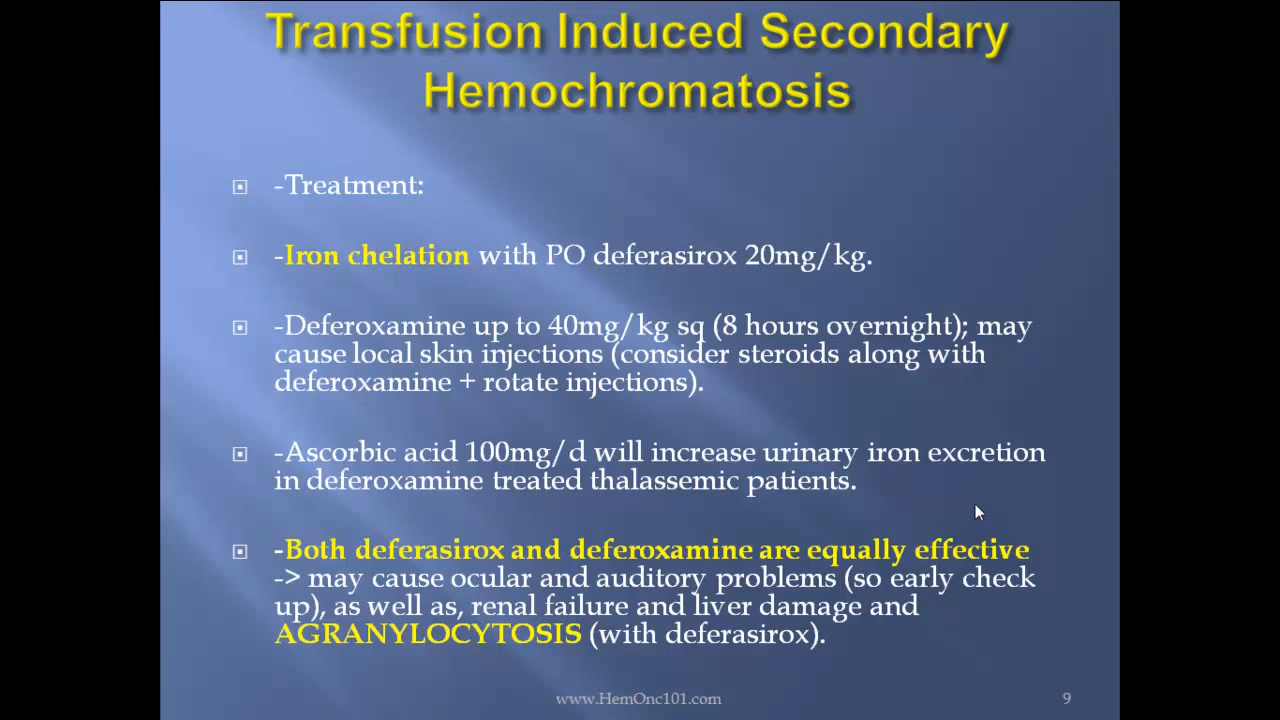 Transfusion Induced Secondary
Hemochromatosis
-Treatment:
-Iron chelation with PO deferasirox 20mg/kg.
-Deferoxamine up to 40mg/kg sq (8 hours overnight); may
cause local skin injections (consider steroids along with
deferoxamine + rotate injections).
-Ascorbic acid 100mg/d will increase urinary iron excretion
in deferoxamine treated thalassemic patients.
-Both deferasirox and deferoxamine are equally effective
-> may cause ocular and auditory problems (so early check
up), as well as, renal failure and liver damage and
AGRANYLOCYTOSIS (with deferasirox).
www.HemOnc101.com
9